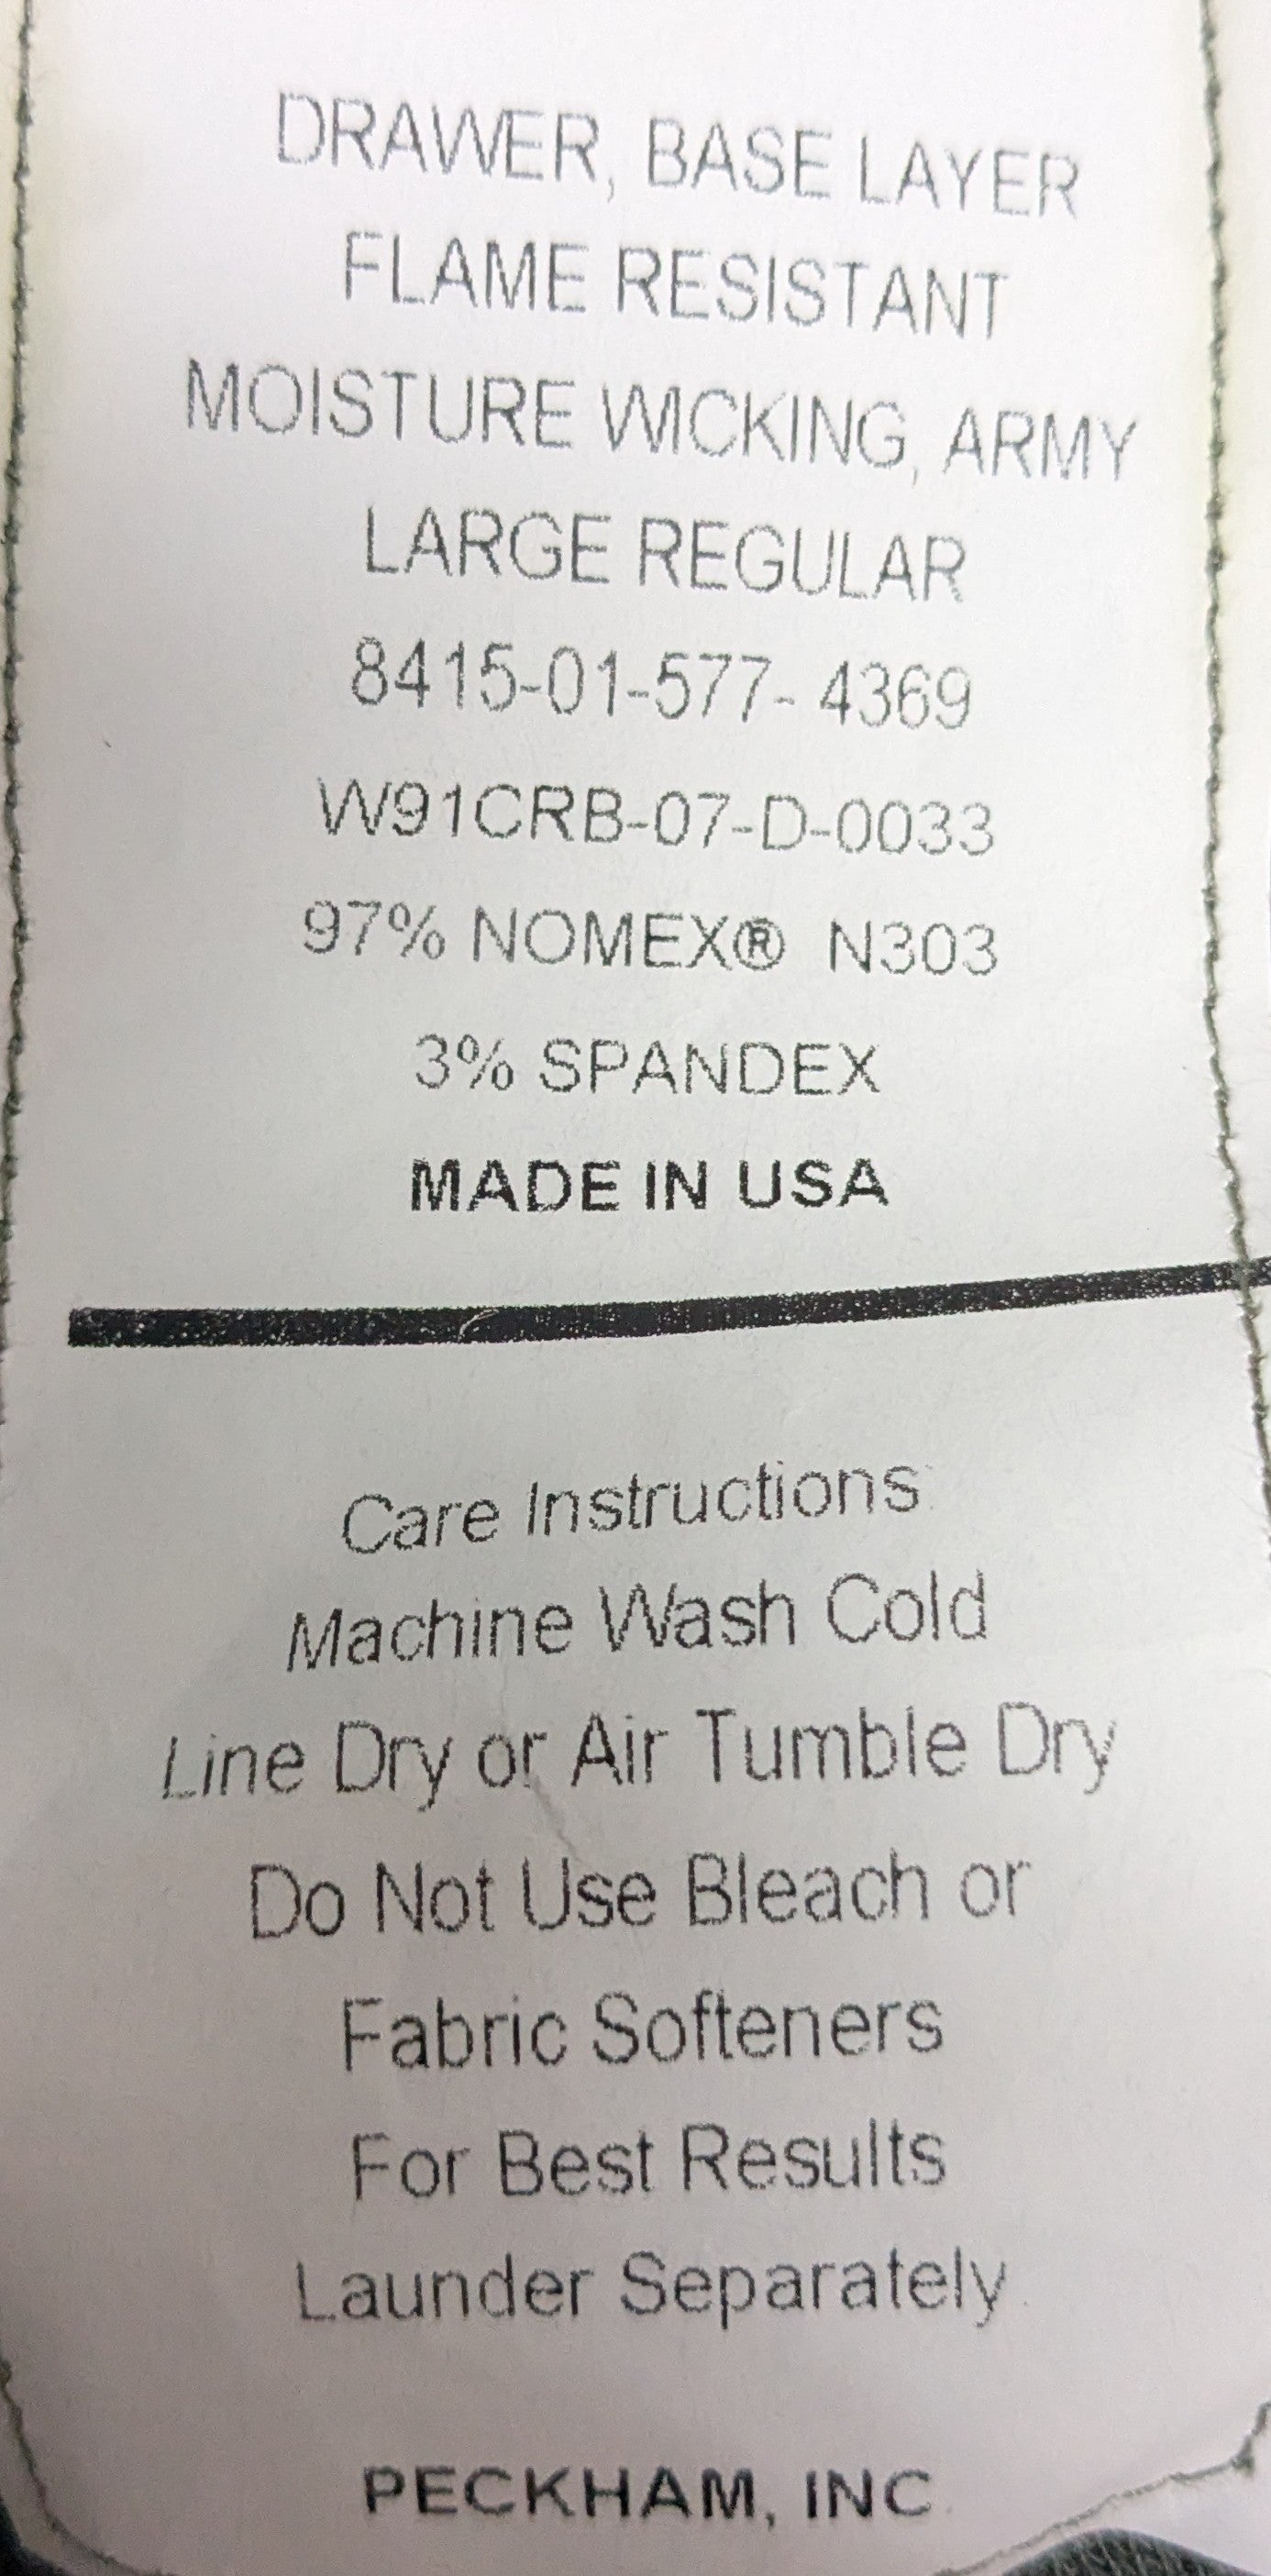 DRAWER, BASE LAYER
FLAME RESISTANT
MOISTURE WICKING, ARMY
LARGE REGULAR
8415-01-577- 4369
W91CRB-07-D-0033
97% NOMEX® N303
3% SPANDEX
MADE IN USA
Care Instructions
Machine Wash Cold
Line Dry or Air Tumble Dry
Do Not Use Bleach or
Fabric Softeners
For Best Results
Launder Separately
PECKHAM, INC.